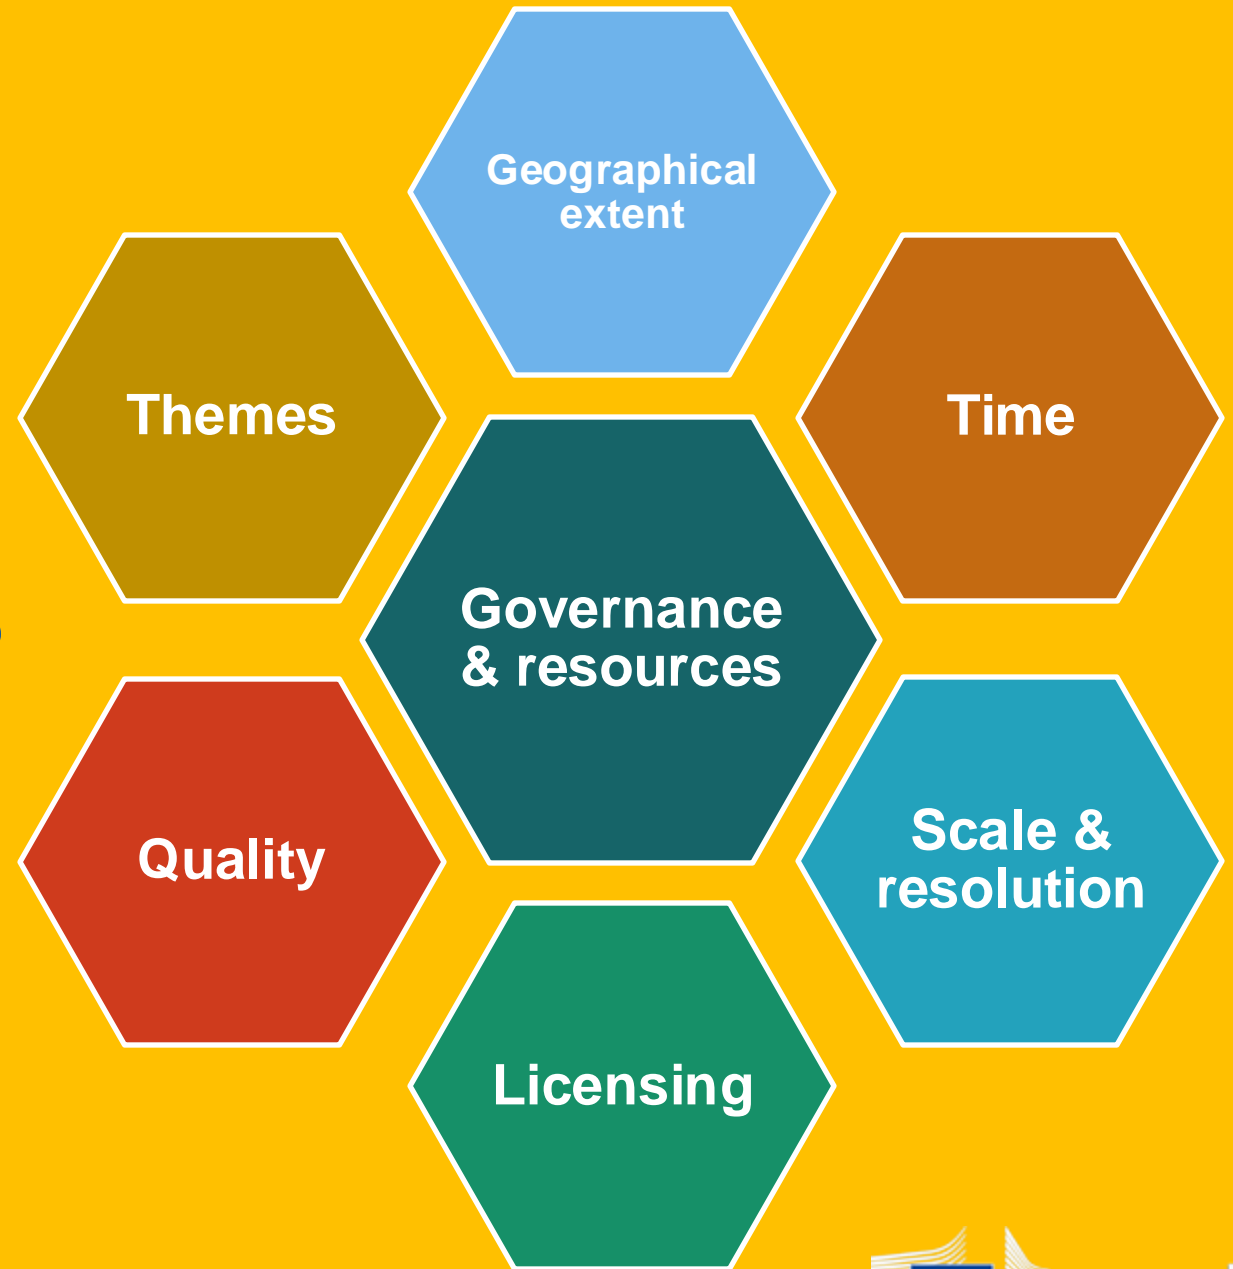 Geographical
extent
Themes
Time
Governance
& resources
Quality
Scale &
resolution
Licensing